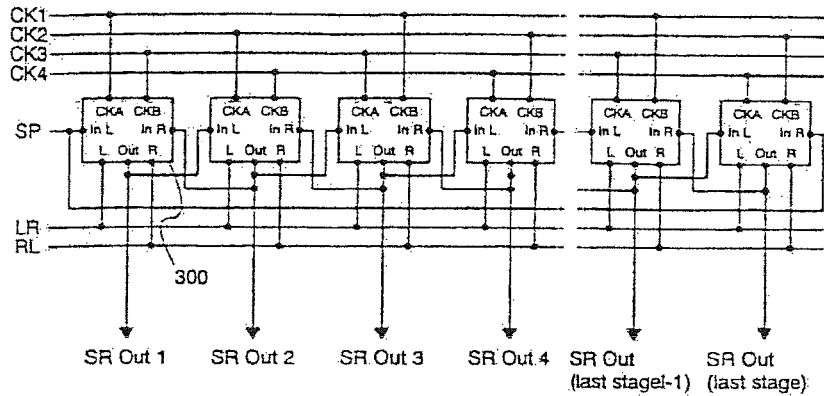 CK1
CK2
CK3
CK4
CKA CKB CKA CKB CKA CKB CKA CKB CKA CKB CKA CKB
SP In L In R In L In R In L In R In L In R In L In R In L In R
L Out R L Out R L Out R L Out R L Out R L Out R
LR
RL
300
SR Out 1 SR Out 2 SR Out 3 SR Out 4 SR Out SR Out
(last stagel-1) (last stage)